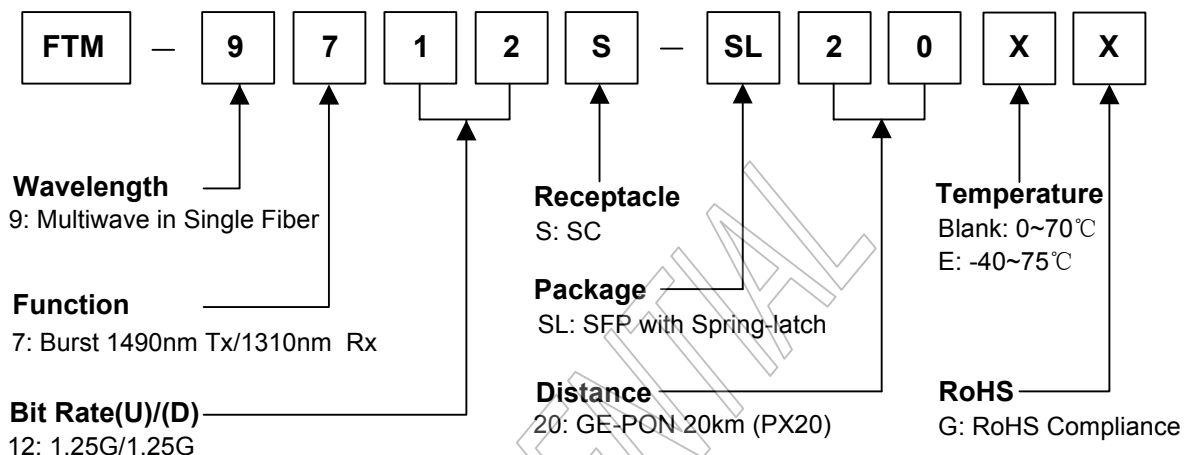 FTM — 9 7 1 2 S — SL 2 0 X X
Wavelength
9: Multiwave in Single Fiber
Function
7: Burst 1490nm Tx/1310nm Rx
Bit Rate(U)/(D)
12: 1.25G/1.25G
Receptacle
S: SC
Package
SL: SFP with Spring-latch
Distance
20: GE-PON 20km (PX20)
Temperature
Blank: 0~70℃
E: -40~75℃
RoHS
G: RoHS Compliance
ENTIAL